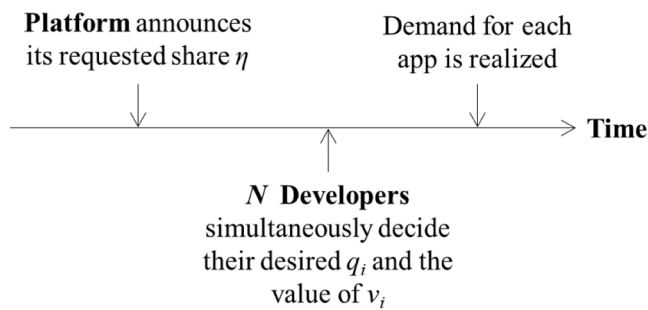 Platform announces
its requested share η
Demand for each
app is realized
Time
N Developers
simultaneously decide
their desired qᵢ and the
value of vᵢ